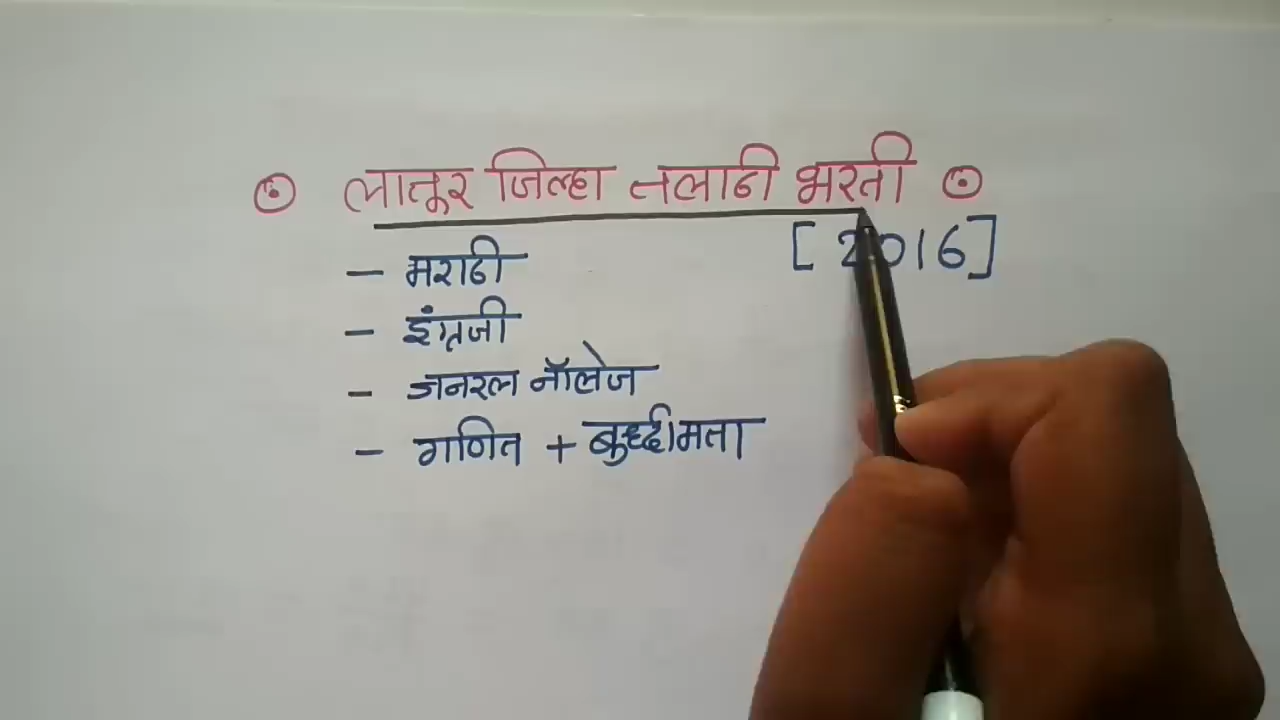 ⊙ लातूर जिल्हा तलाठी भरती ⊙
[ 2016]
- मराठी
- इंग्रजी
- जनरल नॉलेज
- गणित + बुध्दीमता